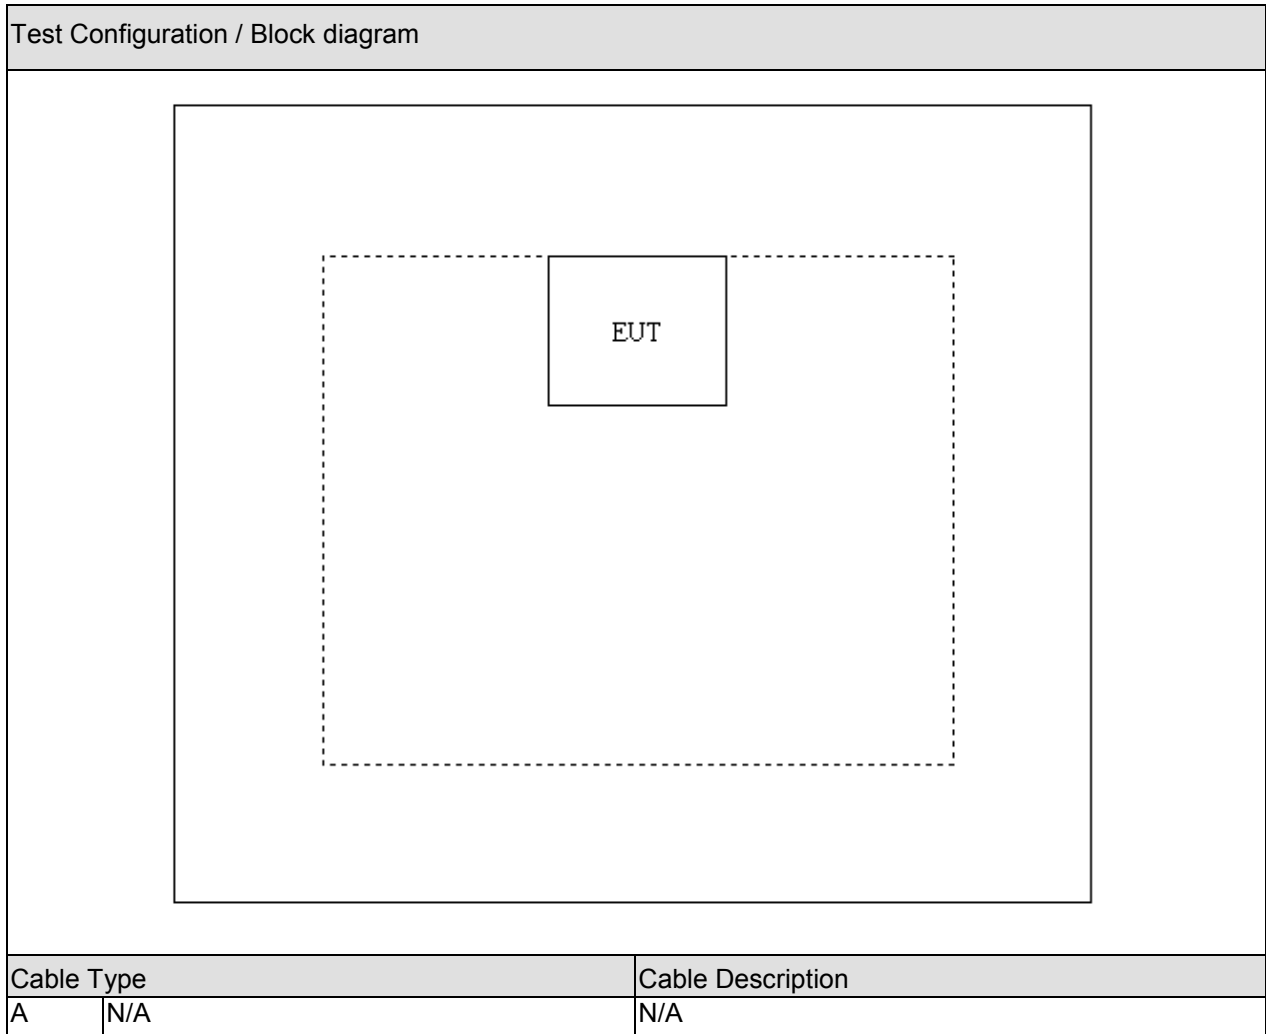 Test Configuration / Block diagram
EUT
Cable Type Cable Description
A N/A N/A